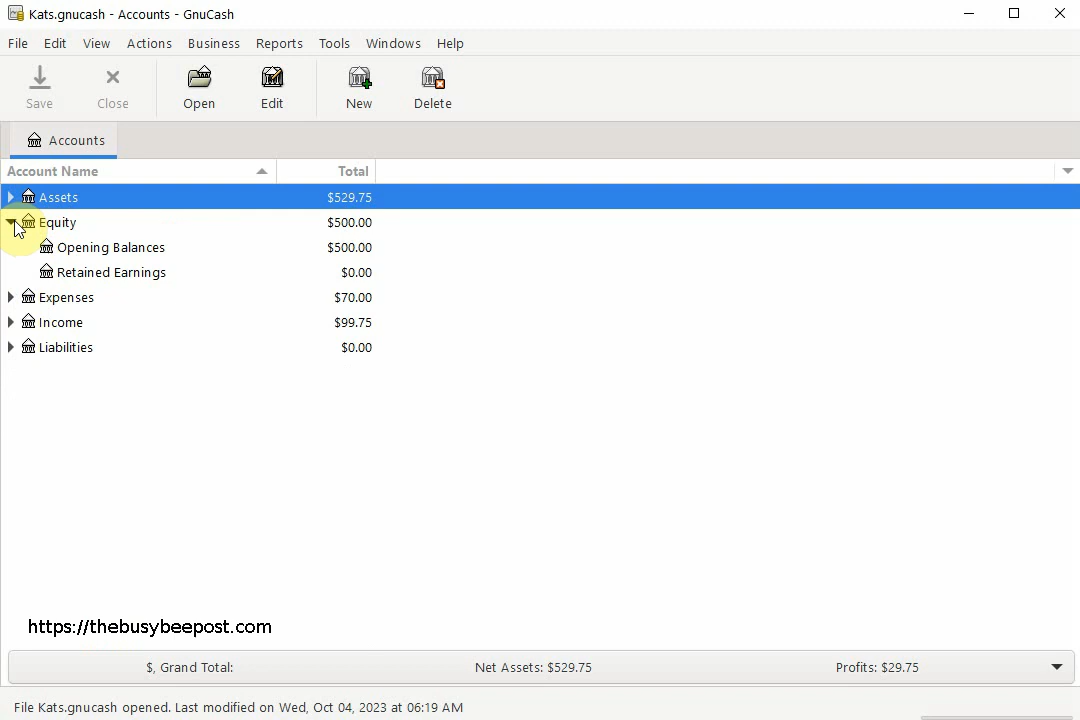 Kats.gnucash - Accounts - GnuCash
File Edit View Actions Business Reports Tools Windows Help
Save Close Open Edit New Delete
Accounts
Account Name Total
Assets $529.75
Equity $500.00
Opening Balances $500.00
Retained Earnings $0.00
Expenses $70.00
Income $99.75
Liabilities $0.00
https://thebusybeepost.com
$, Grand Total: Net Assets: $529.75 Profits: $29.75
File Kats.gnucash opened. Last modified on Wed, Oct 04, 2023 at 06:19 AM